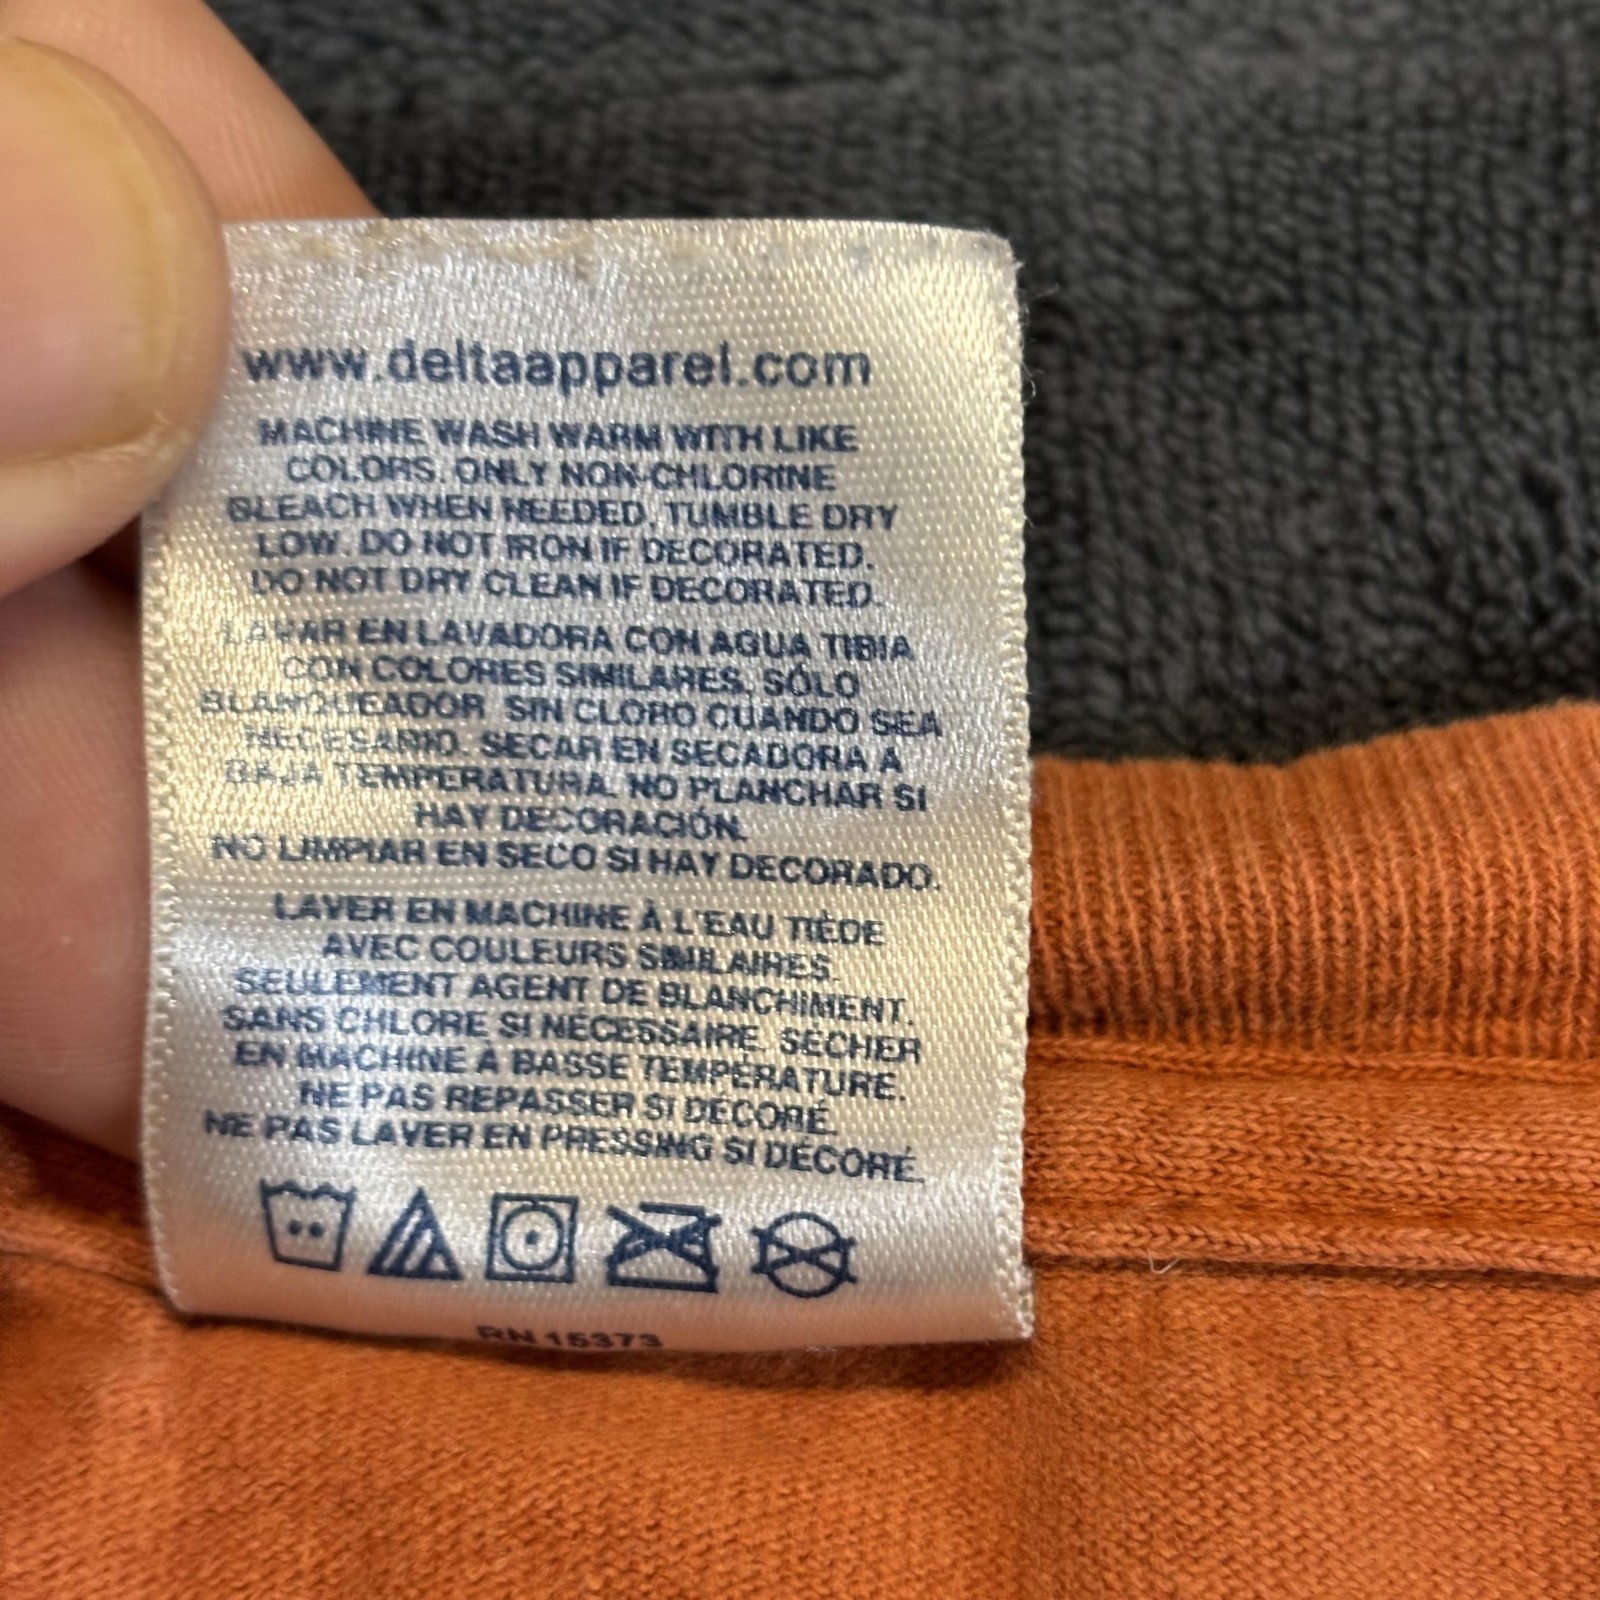 www.deltaapparel.com
MACHINE WASH WARM WITH LIKE
COLORS. ONLY NON-CHLORINE
BLEACH WHEN NEEDED. TUMBLE DRY
LOW. DO NOT IRON IF DECORATED.
DO NOT DRY CLEAN IF DECORATED.
LAVAR EN LAVADORA CON AGUA TIBIA
CON COLORES SIMILARES, SÓLO
BLANQUEADOR SIN CLORO CUANDO SEA
NECESARIO. SECAR EN SECADORA A
BAJA TEMPERATURA. NO PLANCHAR SI
HAY DECORACIÓN.
NO LIMPIAR EN SECO SI HAY DECORADO.
LAVER EN MACHINE À L'EAU TIÈDE
AVEC COULEURS SIMILAIRES.
SEULEMENT AGENT DE BLANCHIMENT.
SANS CHLORE SI NÉCESSAIRE. SÉCHER
EN MACHINE A BASSE TEMPÉRATURE.
NE PAS REPASSER SI DÉCORÉ.
NE PAS LAVER EN PRESSING SI DÉCORÉ.
RN 15373